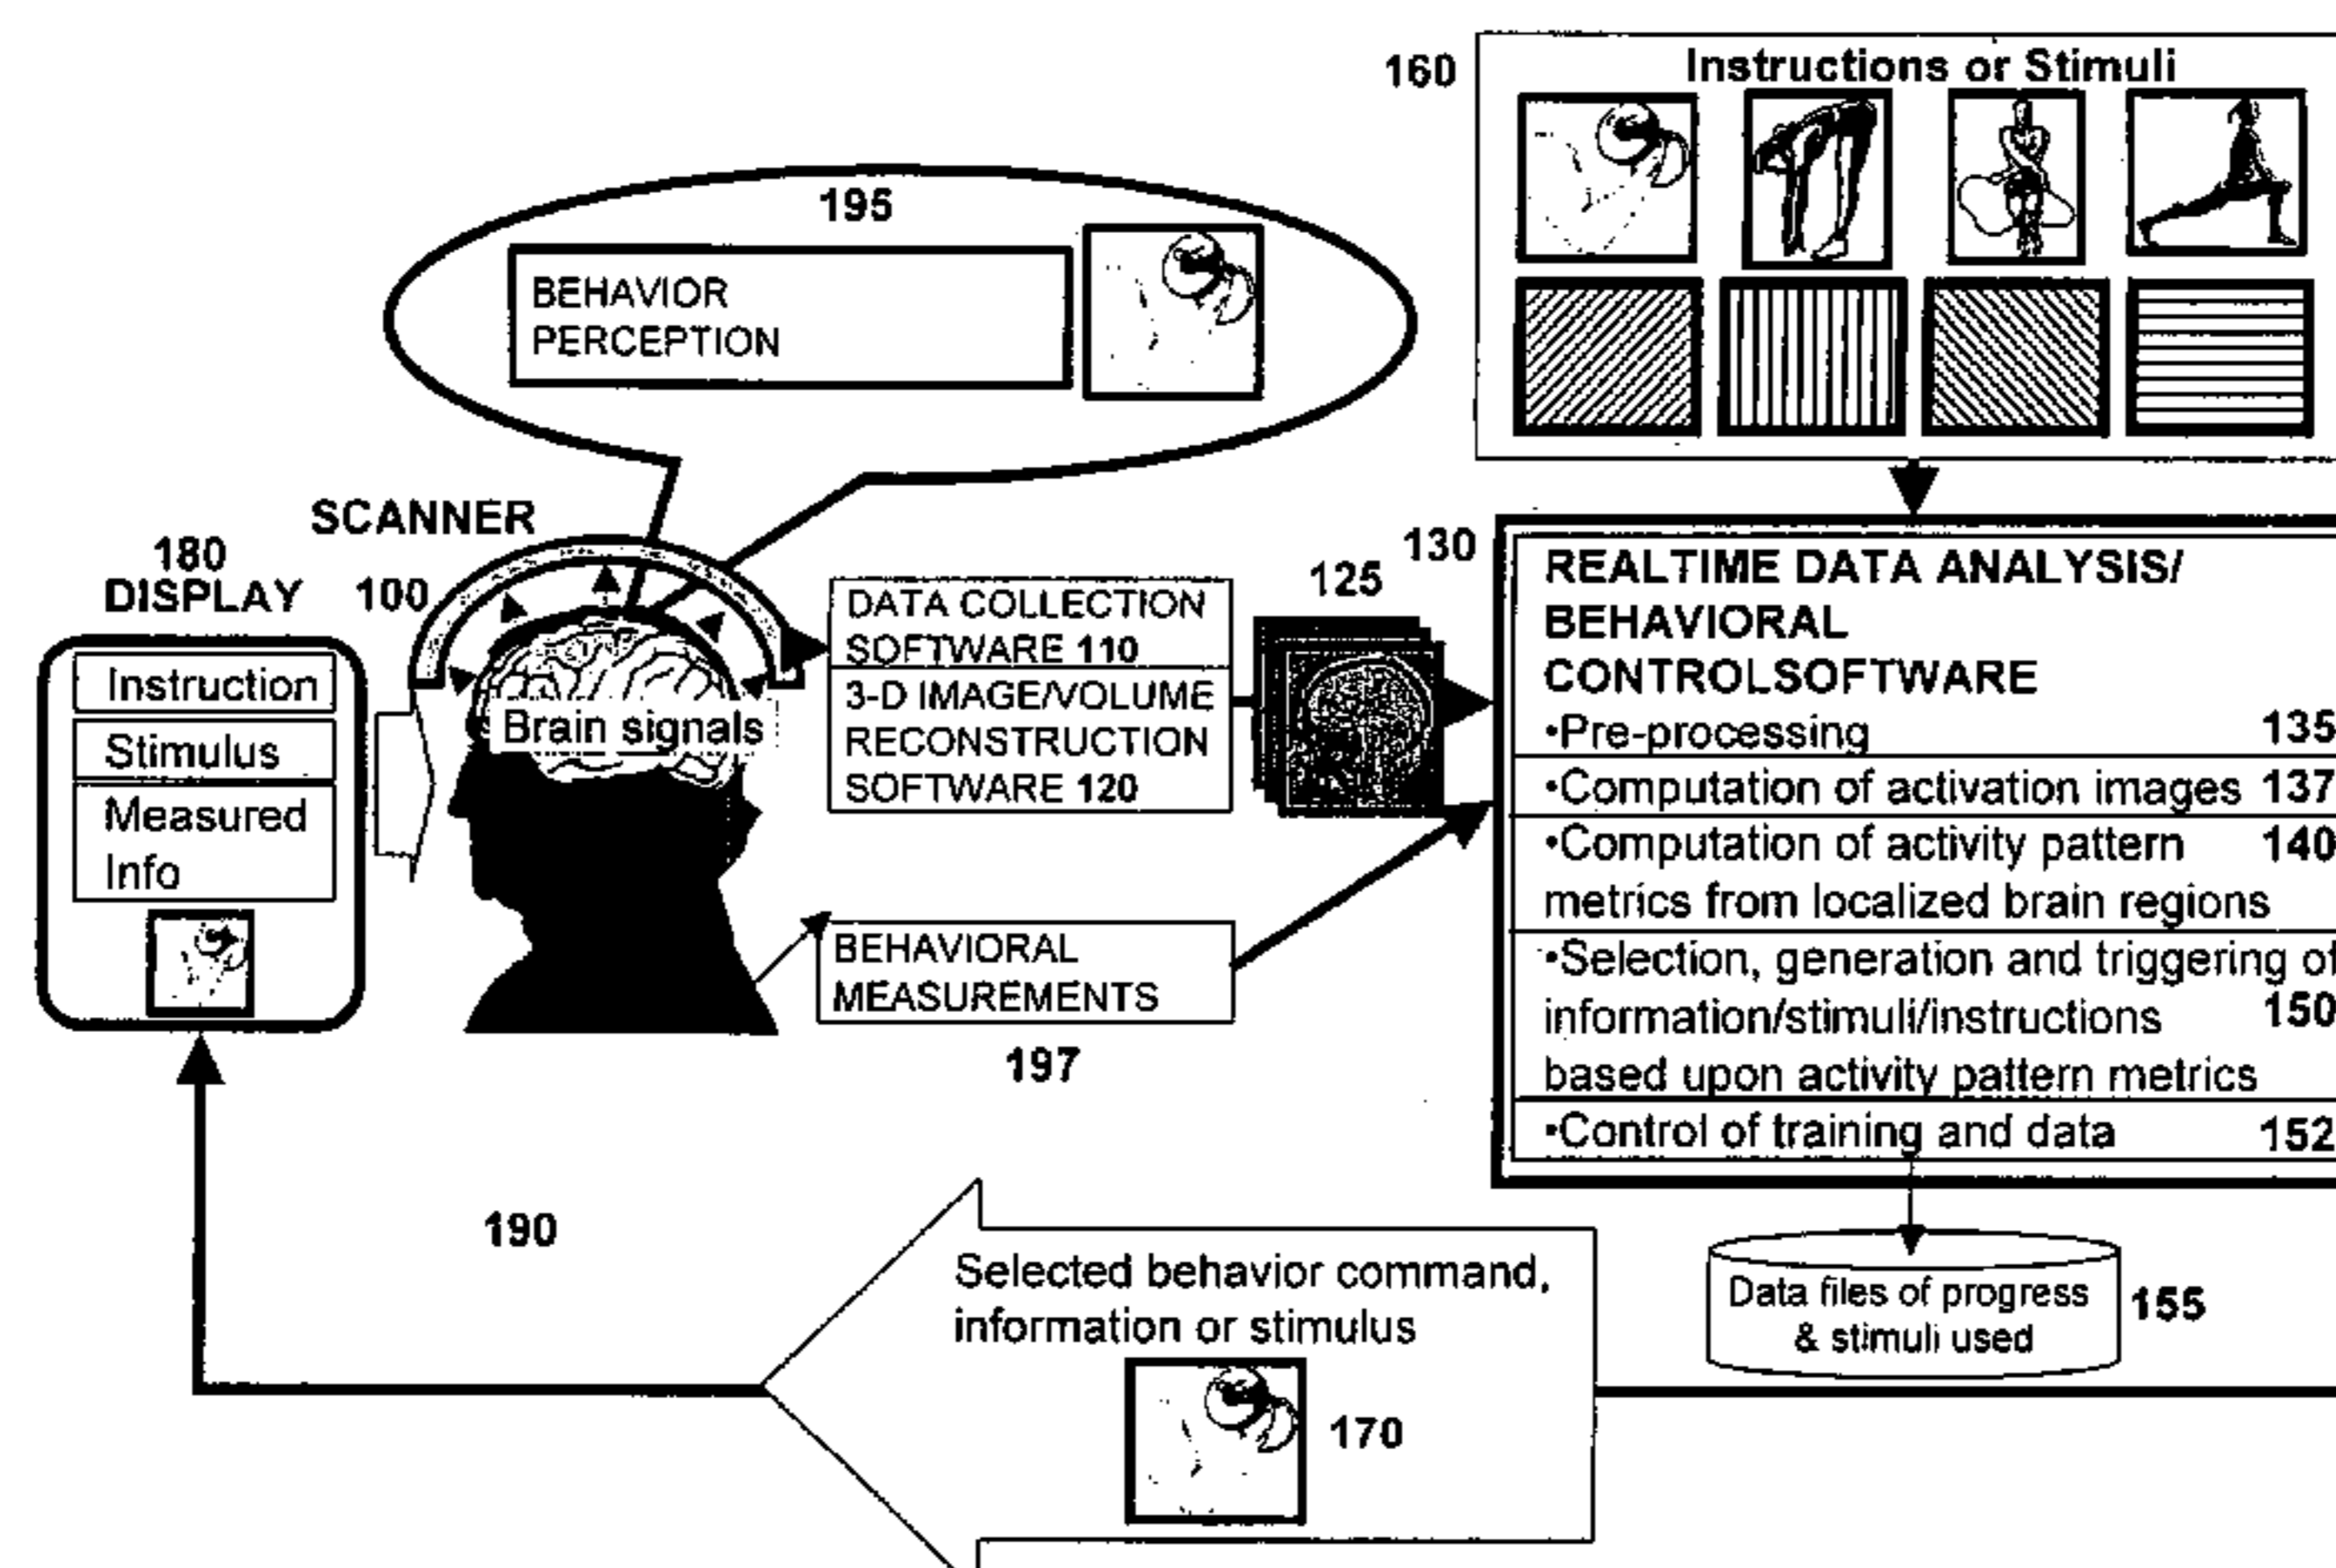 160
Instructions or Stimuli
195
BEHAVIOR
PERCEPTION
SCANNER
180
DISPLAY
100
Instruction
Stimulus
Measured
Info
Brain signals
DATA COLLECTION
SOFTWARE 110
3-D IMAGE/VOLUME
RECONSTRUCTION
SOFTWARE 120
125
BEHAVIORAL
MEASUREMENTS
197
130
REALTIME DATA ANALYSIS/
BEHAVIORAL
CONTROLSOFTWARE
•Pre-processing 135
•Computation of activation images 137
•Computation of activity pattern 140
metrics from localized brain regions
•Selection, generation and triggering of
information/stimuli/instructions 150
based upon activity pattern metrics
•Control of training and data 152
190
Selected behavior command,
information or stimulus
170
Data files of progress
& stimuli used
155